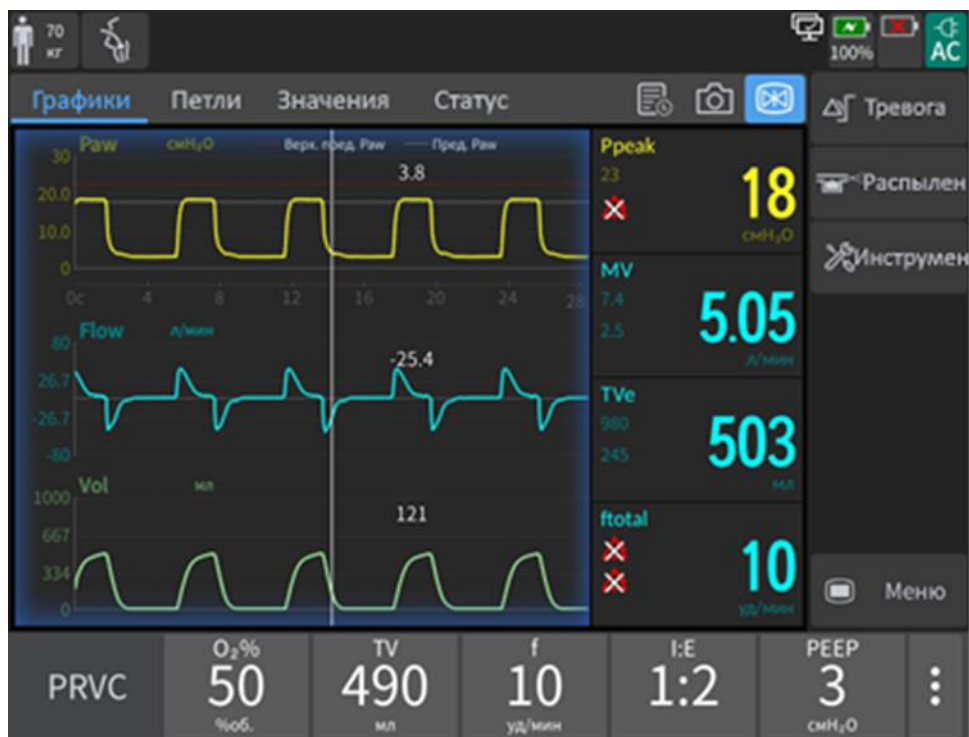 70
кг
100%
AC
Графики Петли Значения Статус
Тревога
Распылен
Инструмен
Меню
Paw смH₂O Верх. пред. Paw Пред. Paw
30
20.0
10.0
0
3.8
0с 4 8 12 16 20 24 28
Flow л/мин
80
26.7
-26.7
-80
-25.4
Vol мл
1000
667
334
0
121
Ppeak
23
18
смH₂O
MV
7.4
2.5
5.05
л/мин
TVe
980
245
503
мл
ftotal
10
уд/мин
PRVC
O₂%
50
%об.
TV
490
мл
f
10
уд/мин
I:E
1:2
PEEP
3
смH₂O